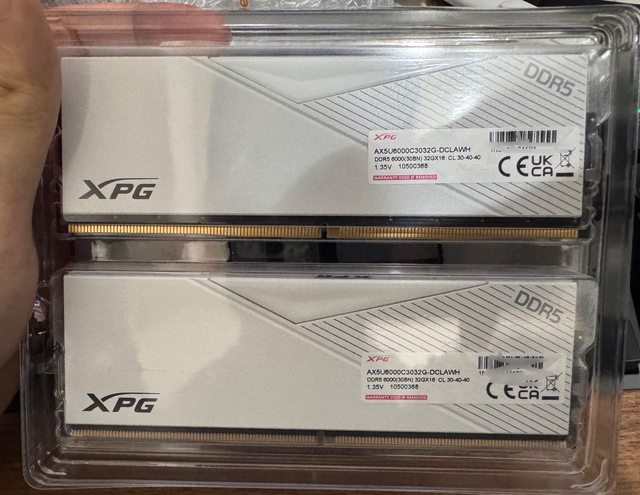 DDR5
XPG
AX5U6000C3032G-DCLAWH
DDR5 6000(30BN) 32GX16 CL 30-40-40
1.35V 10500368
WARRANTY VOID IF REMOVED
CE UK CA
XPG
DDR5
XPG
AX5U6000C3032G-DCLAWH
DDR5 6000(30BN) 32GX16 CL 30-40-40
1.35V 10500368
WARRANTY VOID IF REMOVED
CE CA
XPG